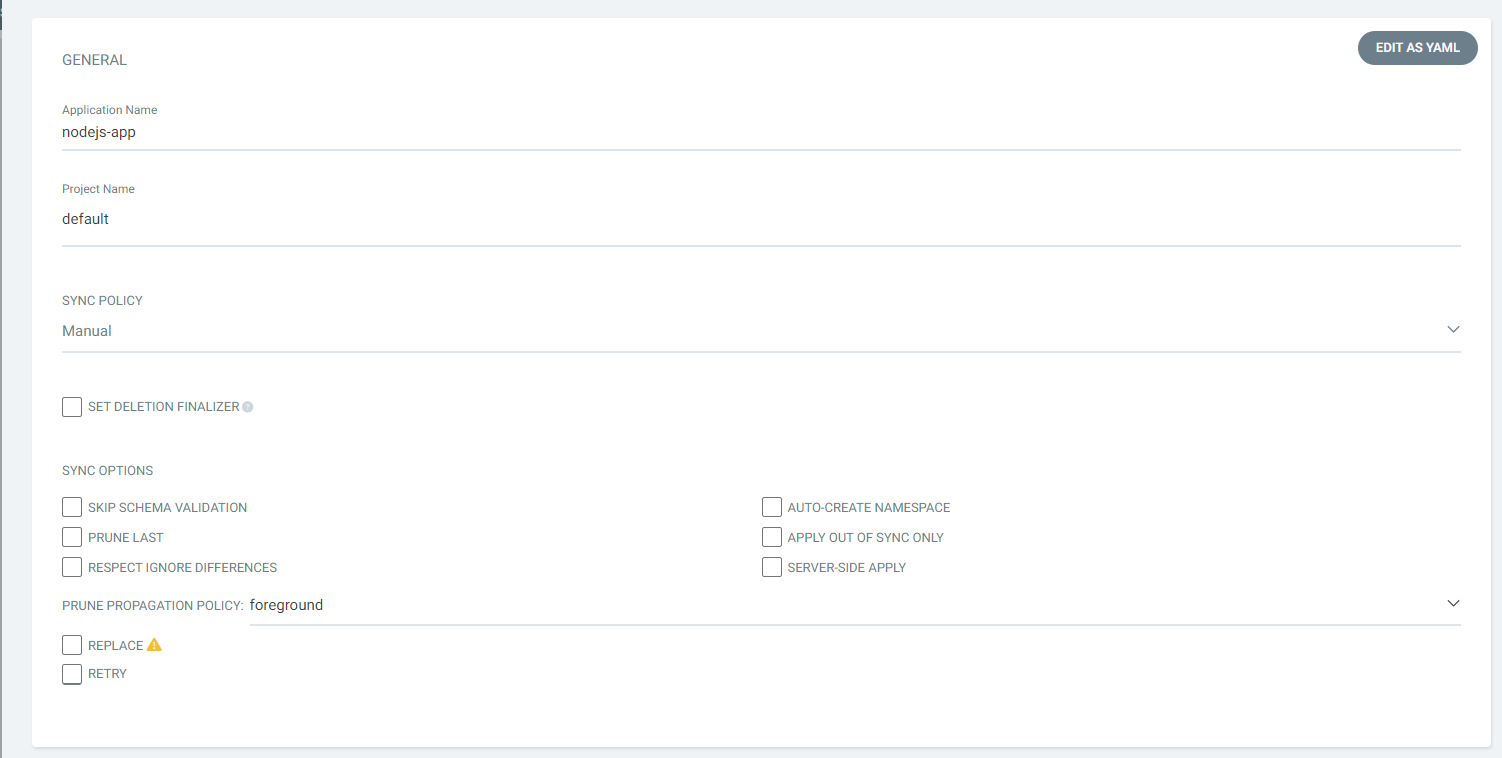 GENERAL
EDIT AS YAML
Application Name
nodejs-app
Project Name
default
SYNC POLICY
Manual
SET DELETION FINALIZER
SYNC OPTIONS
SKIP SCHEMA VALIDATION
AUTO-CREATE NAMESPACE
PRUNE LAST
APPLY OUT OF SYNC ONLY
RESPECT IGNORE DIFFERENCES
SERVER-SIDE APPLY
PRUNE PROPAGATION POLICY: foreground
REPLACE
RETRY